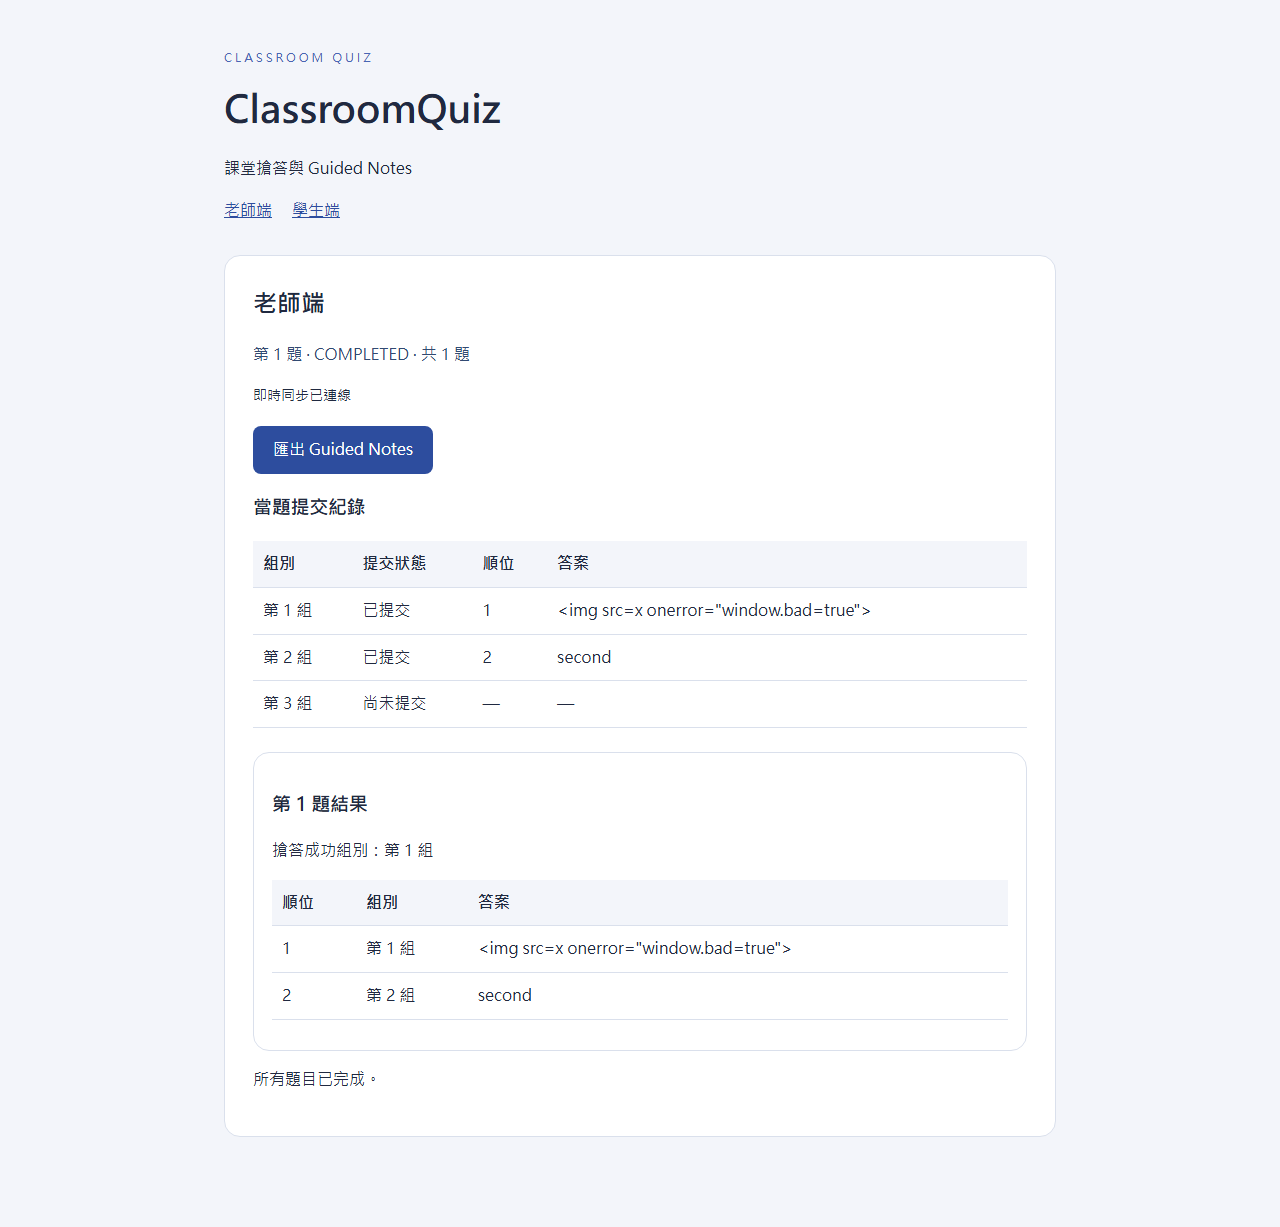 CLASSROOM QUIZ
ClassroomQuiz
課堂搶答與 Guided Notes
老師端 學生端
老師端
第 1 題 · COMPLETED · 共 1 題
即時同步已連線
匯出 Guided Notes
當題提交紀錄
組別 提交狀態 順位 答案
第 1 組 已提交 1 <img src=x onerror="window.bad=true">
第 2 組 已提交 2 second
第 3 組 尚未提交 — —
第 1 題結果
搶答成功組別：第 1 組
順位 組別 答案
1 第 1 組 <img src=x onerror="window.bad=true">
2 第 2 組 second
所有題目已完成。